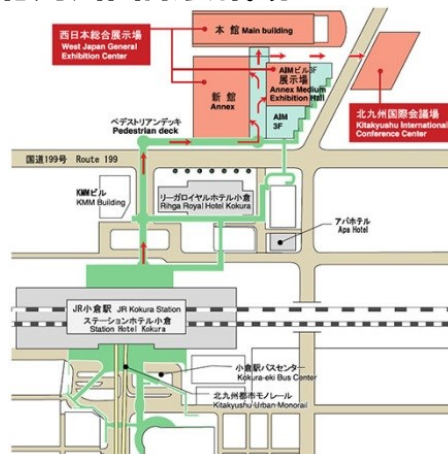 本館 Main building
西日本総合展示場
West Japan General
Exhibition Center
AIMビル3F
展示場
Annex Medium
Exhibition Hall
新館
Annex
AIM
3F
北九州国際会議場
Kitakyushu International
Conference Center
ペデストリアンデッキ
Pedestrian deck
国道199号 Route 199
KMMビル
KMM Building
リーガロイヤルホテル小倉
Rihga Royal Hotel Kokura
アパホテル
Apa Hotel
JR小倉駅 JR Kokura Station
ステーションホテル小倉
Station Hotel Kokura
小倉駅バスセンター
Kokura-eki Bus Center
北九州都市モノレール
Kitakyushu Urban Monorail